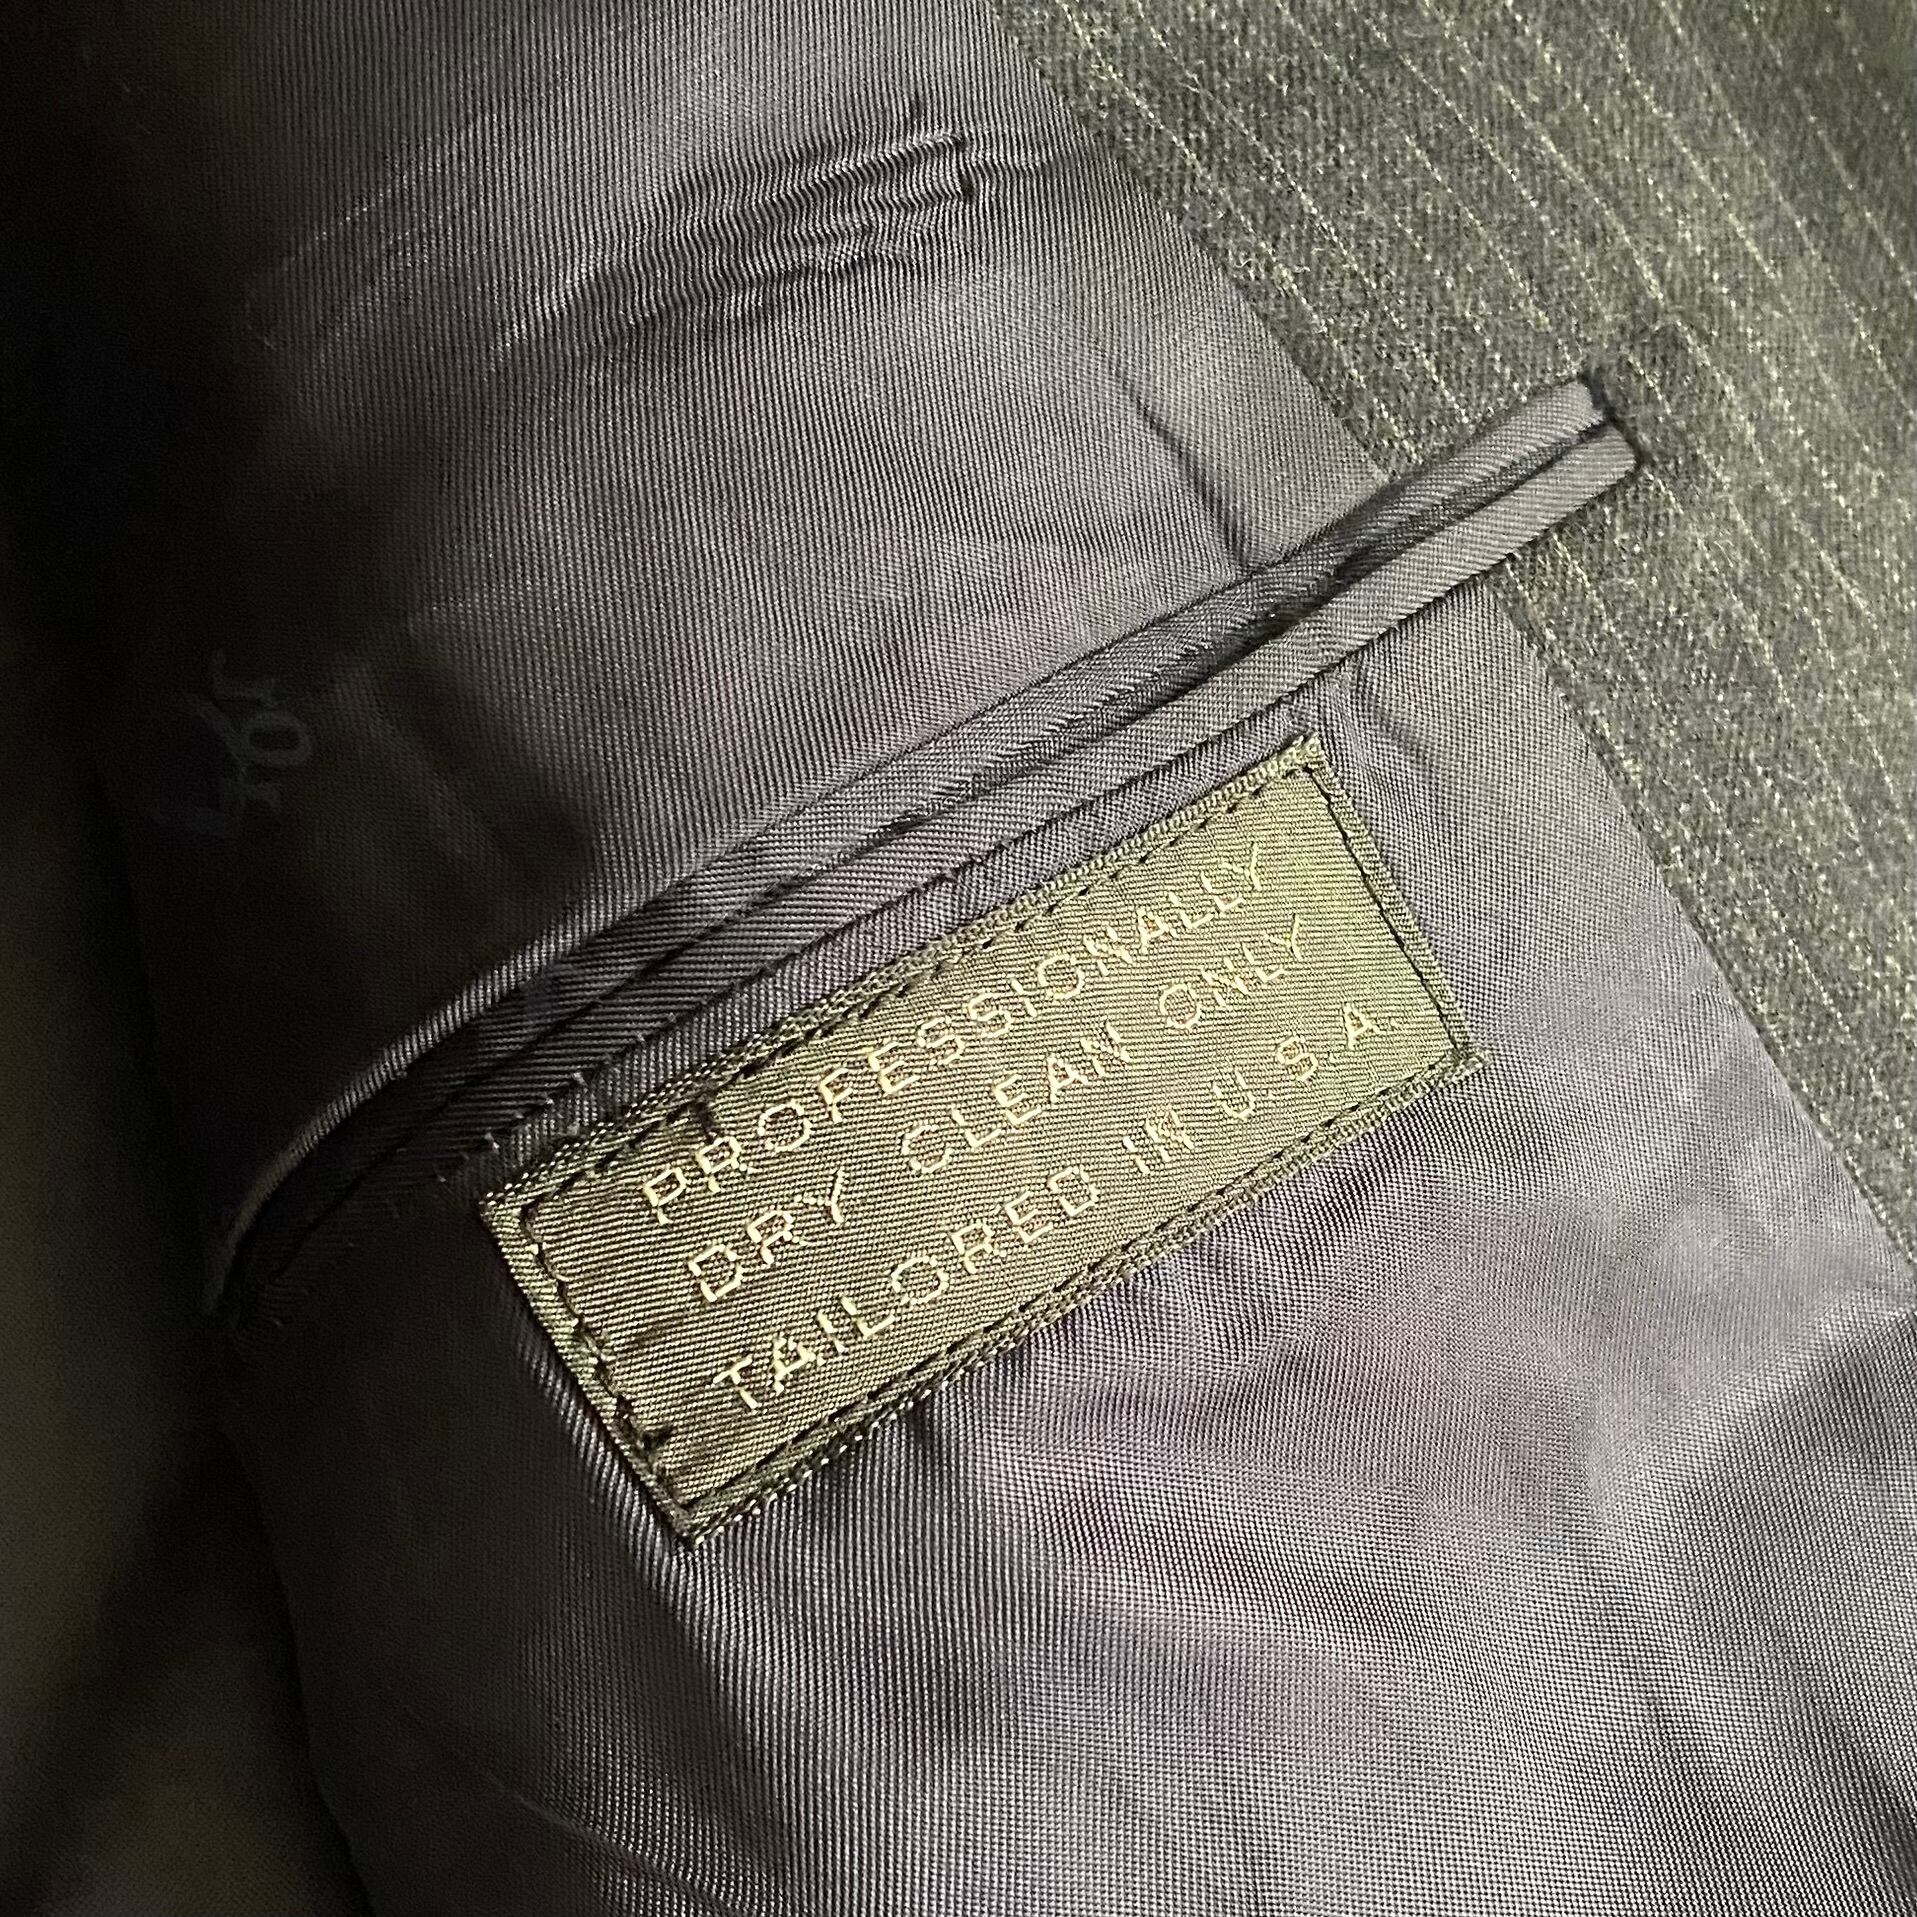 PROFESSIONALLY
DRY CLEAN ONLY
TAILORED IN U.S.A.